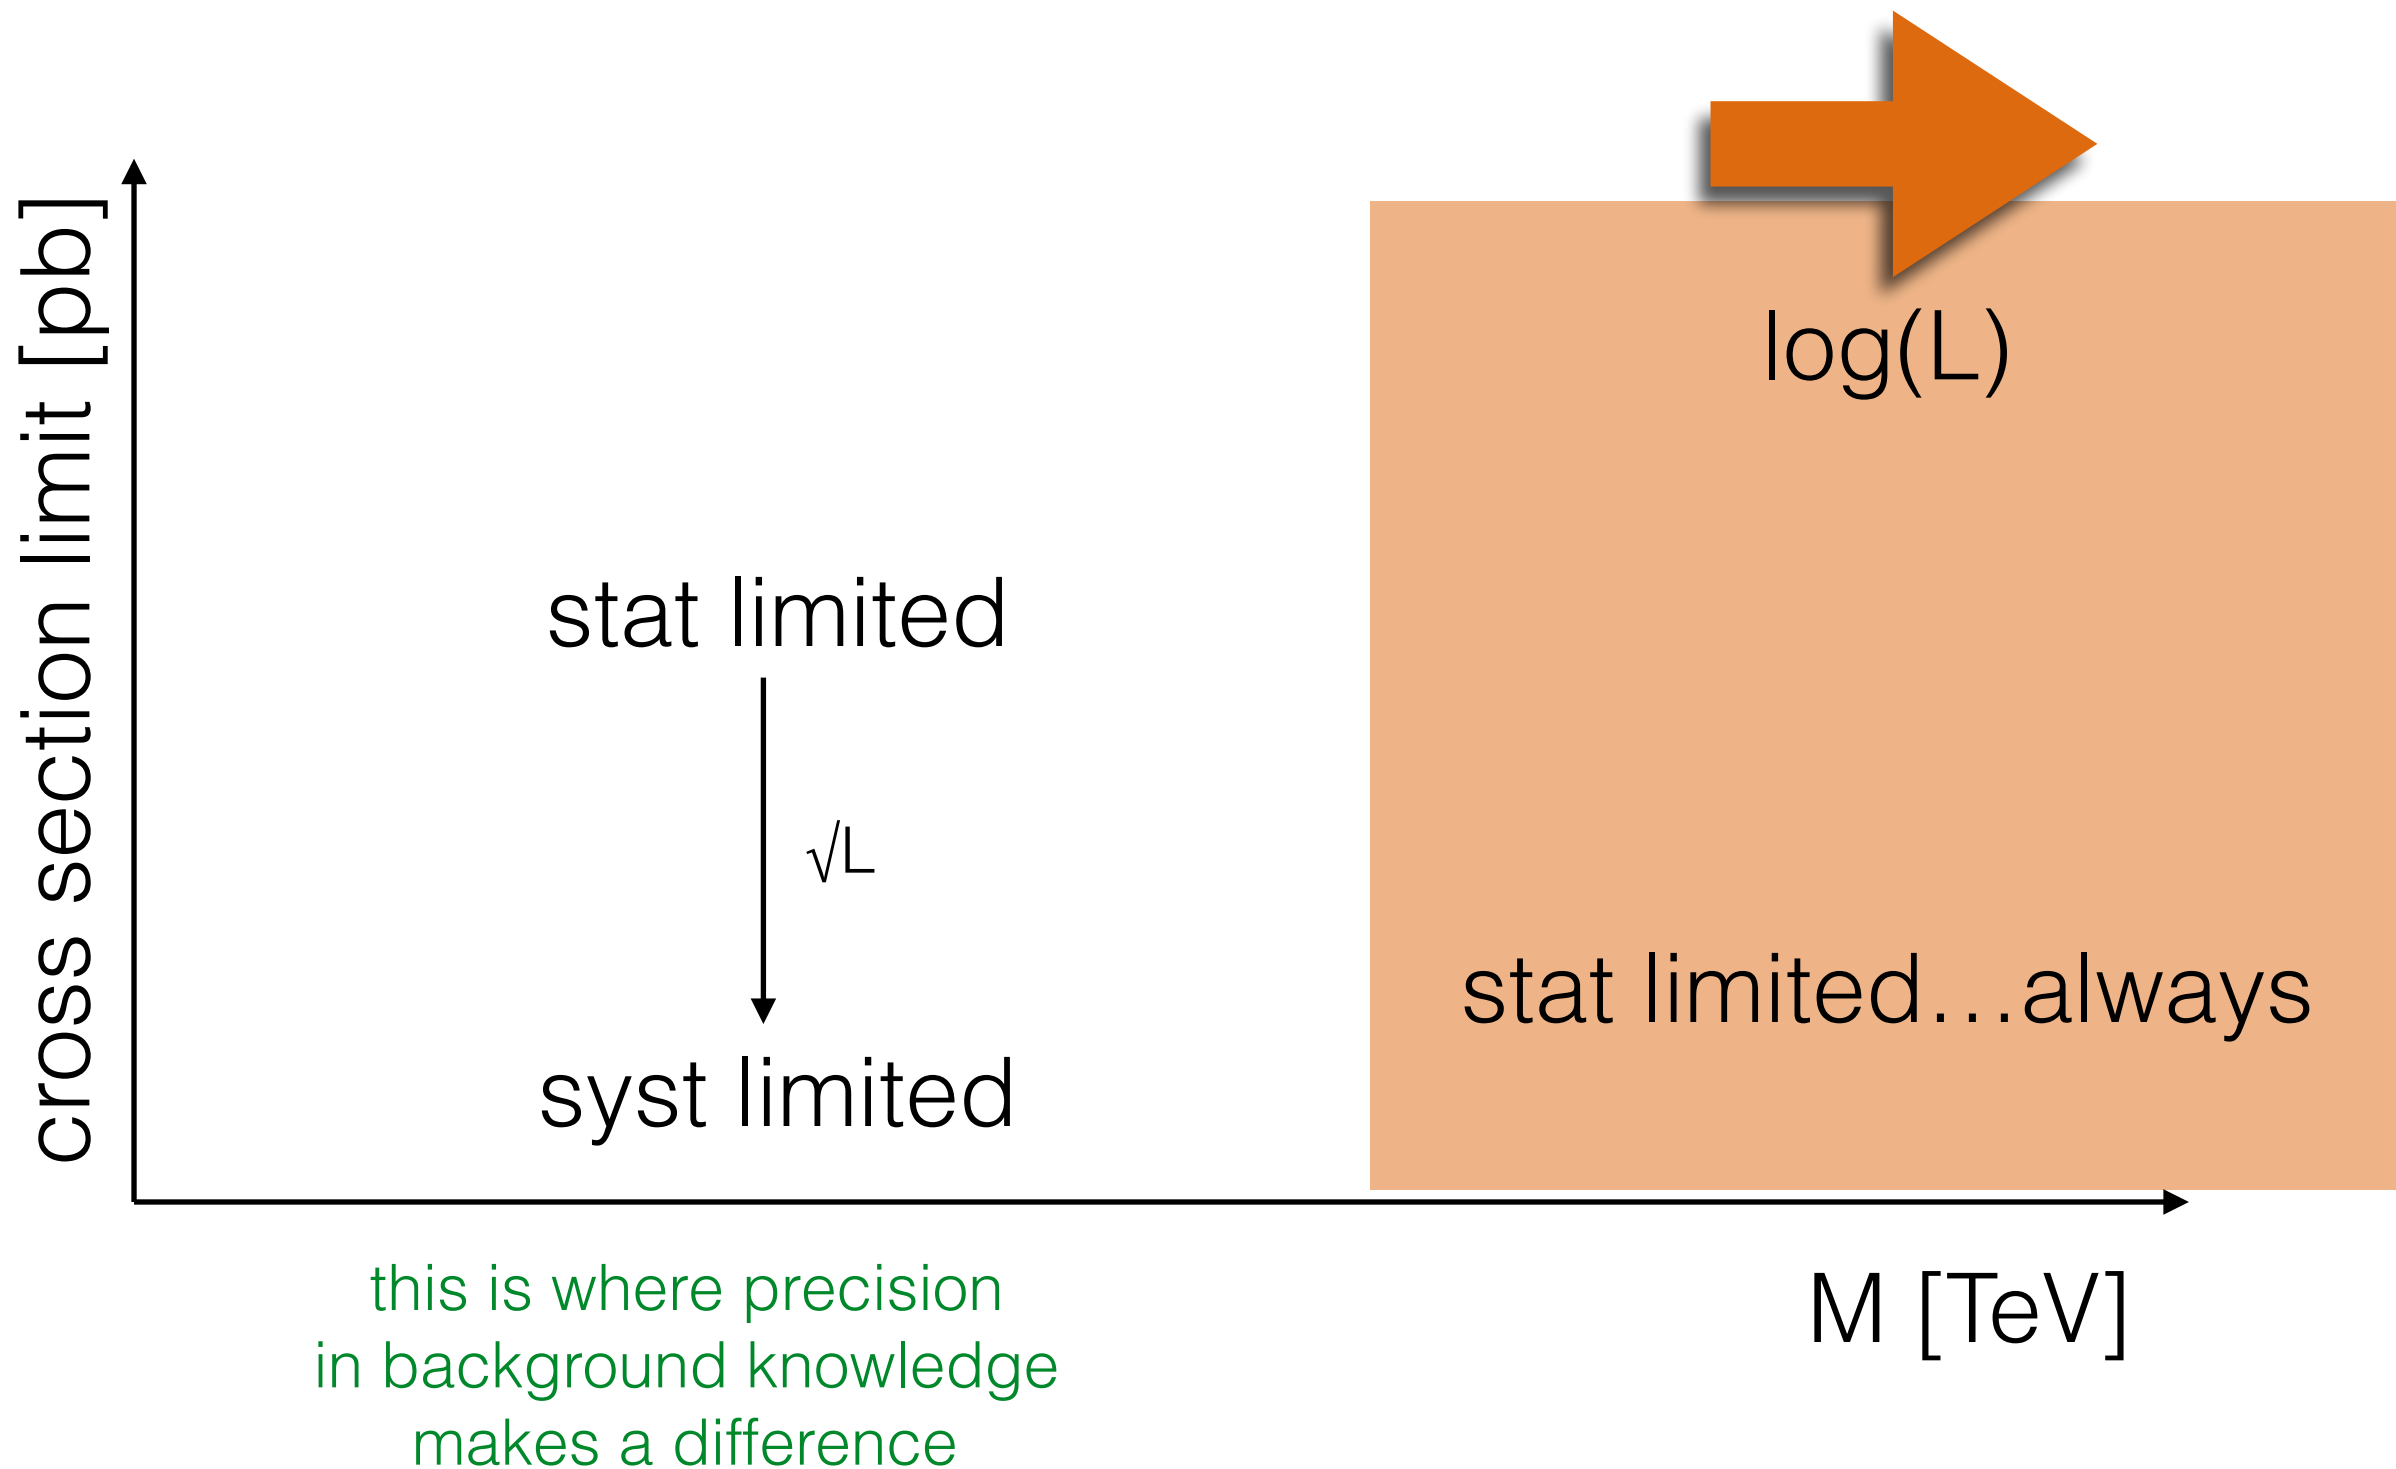 cross section limit [pb]
log(L)
stat limited
√L
stat limited...always
syst limited
M [TeV]
this is where precision
in background knowledge
makes a difference